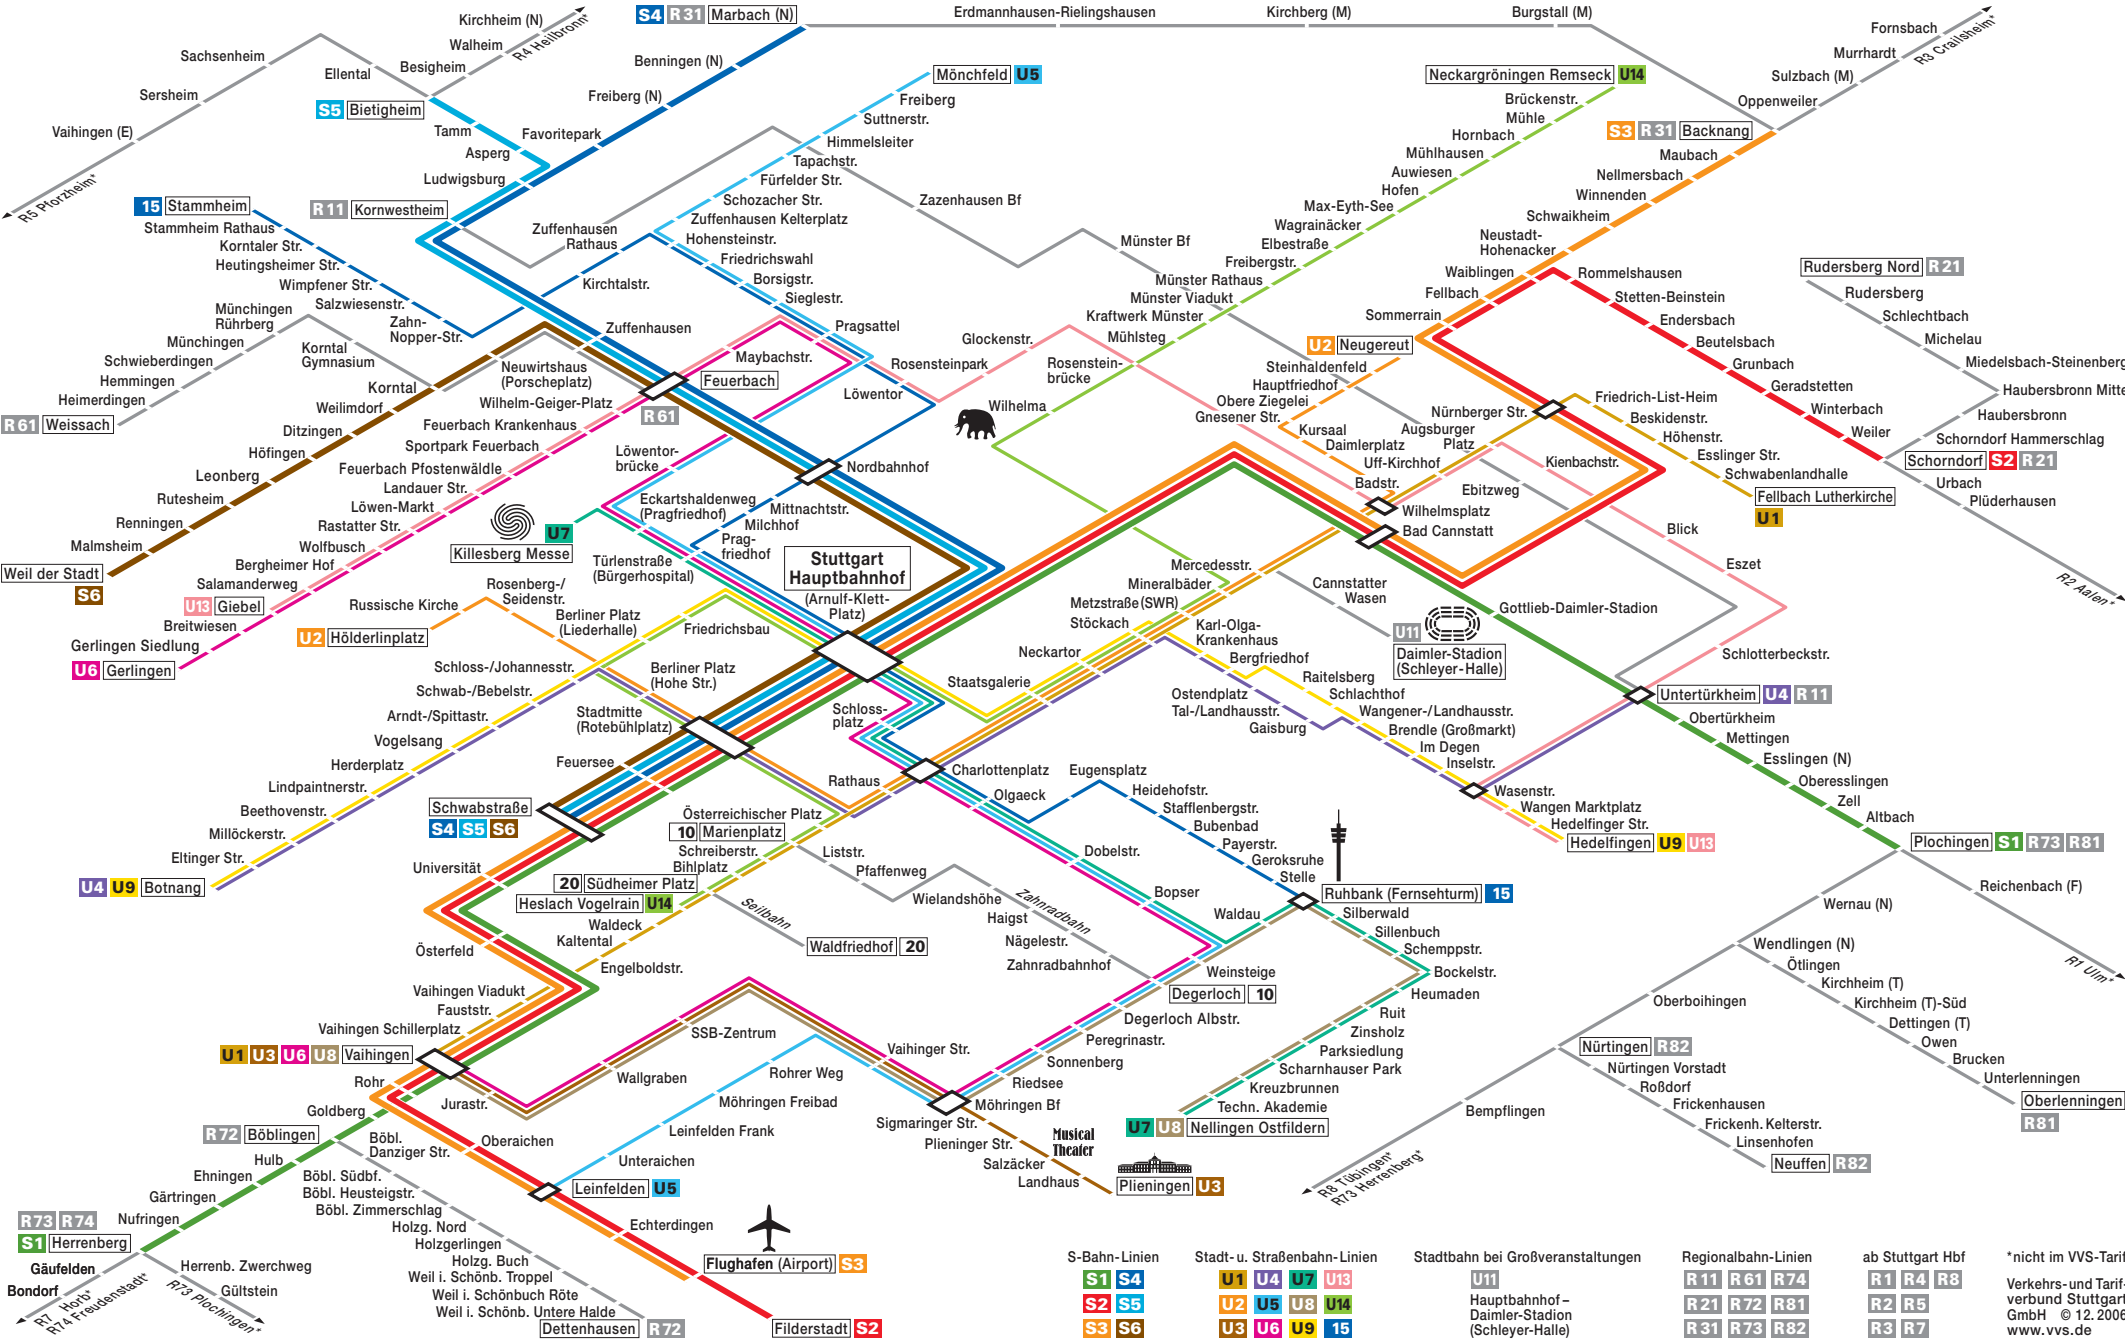 Kirchheim (N)
Walheim
Besigheim
R4 Heilbronn*
Sachsenheim
Ellental
Sersheim
Vaihingen (E)
R5 Pforzheim*
S5 Bietigheim
Tamm
Asperg
Ludwigsburg
S4 R31 Marbach (N)
Benningen (N)
Freiberg (N)
Favoritepark
Erdmannhausen-Rielingshausen
Kirchberg (M)
Burgstall (M)
Fornsbach
Murrhardt
Sulzbach (M)
Oppenweiler
R3 Crailsheim*
S3 R31 Backnang
Maubach
Nellmersbach
Winnenden
Schwaikheim
Neustadt-
Hohenacker
Waiblingen
Fellbach
Sommerrain
Mönchfeld U5
Freiberg
Suttnerstr.
Himmelsleiter
Tapachstr.
Fürfelder Str.
Schozacher Str.
Zuffenhausen Kelterplatz
Hohensteinstr.
Friedrichswahl
Borsigstr.
Sieglestr.
Pragsattel
Löwentor
Neckargröningen Remseck U14
Brückenstr.
Mühle
Hornbach
Mühlhausen
Auwiesen
Hofen
Max-Eyth-See
Wagrainäcker
Elbestraße
Freibergstr.
Münster Rathaus
Münster Viadukt
Kraftwerk Münster
Mühlsteg
Rosenstein-
brücke
Wilhelma
Zazenhausen Bf
Münster Bf
15 Stammheim
Stammheim Rathaus
Korntaler Str.
Heutingsheimer Str.
Wimpfener Str.
Salzwiesenstr.
Zahn-
Nopper-Str.
R11 Kornwestheim
Zuffenhausen
Rathaus
Kirchtalstr.
Zuffenhausen
Münchingen
Rührberg
Münchingen
Schwieberdingen
Hemmingen
Heimerdingen
R61 Weissach
Korntal
Gymnasium
Neuwirtshaus
(Porscheplatz)
Korntal
Weilimdorf
Ditzingen
Höfingen
Leonberg
Rutesheim
Renningen
Malmsheim
Weil der Stadt
S6
Maybachstr.
Feuerbach
R61
Wilhelm-Geiger-Platz
Feuerbach Krankenhaus
Sportpark Feuerbach
Feuerbach Pfostenwäldle
Landauer Str.
Löwen-Markt
Rastatter Str.
Wolfbusch
Bergheimer Hof
Salamanderweg
U13 Giebel
Breitwiesen
Gerlingen Siedlung
U6 Gerlingen
Rosensteinpark
Glockenstr.
Löwentor-
brücke
Nordbahnhof
Eckartshaldenweg
(Pragfriedhof)
Mittnachtstr.
Milchhof
Prag-
friedhof
U7
Killesberg Messe
Türlenstraße
(Bürgerhospital)
Stuttgart
Hauptbahnhof
(Arnulf-Klett-
Platz)
Rosenberg-/
Seidenstr.
Russische Kirche
U2 Hölderlinplatz
Berliner Platz
(Liederhalle)
Friedrichsbau
Schloss-/Johannesstr.
Schwab-/Bebelstr.
Arndt-/Spittastr.
Vogelsang
Herderplatz
Lindpaintnerstr.
Beethovenstr.
Millöckerstr.
Eltinger Str.
U4 U9 Botnang
Berliner Platz
(Hohe Str.)
Stadtmitte
(Rotebühlplatz)
Feuersee
Schwabstraße
S4 S5 S6
Schloss-
platz
Rathaus
Charlottenplatz
Staatsgalerie
Neckartor
Stöckach
Metzstraße (SWR)
Mineralbäder
Mercedesstr.
Rommelshausen
Stetten-Beinstein
Endersbach
Beutelsbach
Grunbach
Geradstetten
Winterbach
Weiler
Schorndorf S2 R21
Rudersberg Nord R21
Rudersberg
Schlechtbach
Michelau
Miedelsbach-Steinenberg
Haubersbronn Mitte
Haubersbronn
Schorndorf Hammerschlag
Urbach
Plüderhausen
R2 Aalen*
U2 Neugereut
Steinhaldenfeld
Hauptfriedhof
Obere Ziegelei
Gnesener Str.
Kursaal
Daimlerplatz
Uff-Kirchhof
Badstr.
Wilhelmsplatz
Bad Cannstatt
Nürnberger Str.
Augsburger
Platz
Ebitzweg
Kienbachstr.
Friedrich-List-Heim
Beskidenstr.
Höhenstr.
Esslinger Str.
Schwabenlandhalle
Fellbach Lutherkirche
U1
Blick
Eszet
Schlotterbeckstr.
Cannstatter
Wasen
U11
Daimler-Stadion
(Schleyer-Halle)
Gottlieb-Daimler-Stadion
Untertürkheim U4 R11
Obertürkheim
Mettingen
Esslingen (N)
Oberesslingen
Zell
Altbach
Plochingen S1 R73 R81
Reichenbach (F)
R1 Ulm*
Karl-Olga-
Krankenhaus
Bergfriedhof
Raitelsberg
Schlachthof
Wangener-/Landhausstr.
Brendle (Großmarkt)
Im Degen
Inselstr.
Wasenstr.
Wangen Marktplatz
Hedelfinger Str.
Hedelfingen U9 U13
Ostendplatz
Tal-/Landhausstr.
Gaisburg
Olgaeck
Eugensplatz
Heidehofstr.
Stafflenbergstr.
Bubenbad
Payerstr.
Geroksruhe
Stelle
Ruhbank (Fernsehturm) 15
Dobelstr.
Bopser
Waldau
Weinsteige
Degerloch 10
Degerloch Albstr.
Peregrinastr.
Sonnenberg
Riedsee
Möhringen Bf
Silberwald
Sillenbuch
Schemppstr.
Bockelstr.
Heumaden
Ruit
Zinsholz
Parksiedlung
Scharnhauser Park
Kreuzbrunnen
Techn. Akademie
U7 U8 Nellingen Ostfildern
Österreichischer Platz
10 Marienplatz
Schreiberstr.
Bihlplatz
20 Südheimer Platz
Heslach Vogelrain U14
Waldeck
Kaltental
Engelboldstr.
Liststr.
Pfaffenweg
Wielandshöhe
Haigst
Nägelestr.
Zahnradbahnhof
Zahnradbahn
Seilbahn
Waldfriedhof 20
Universität
Österfeld
Vaihingen Viadukt
Fauststr.
Vaihingen Schillerplatz
U1 U3 U6 U8 Vaihingen
Rohr
Goldberg
R72 Böblingen
Hulb
Ehningen
Gärtringen
Nufringen
R73 R74
S1 Herrenberg
Gäufelden
Bondorf
R7 Horb*
R74 Freudenstadt*
Herrenb. Zwerchweg
Gültstein
R73 Plochingen*
Böbl.
Danziger Str.
Böbl. Südbf.
Böbl. Heusteigstr.
Böbl. Zimmerschlag
Holzg. Nord
Holzgerlingen
Holzg. Buch
Weil i. Schönb. Troppel
Weil i. Schönbuch Röte
Weil i. Schönb. Untere Halde
Dettenhausen R72
Jurastr.
Wallgraben
SSB-Zentrum
Vaihinger Str.
Rohrer Weg
Möhringen Freibad
Leinfelden Frank
Unteraichen
Leinfelden U5
Oberaichen
Echterdingen
Flughafen (Airport) S3
Filderstadt S2
Sigmaringer Str.
Plieninger Str.
Salzäcker
Landhaus
Musical
Theater
Plieningen U3
Wernau (N)
Wendlingen (N)
Ötlingen
Kirchheim (T)
Kirchheim (T)-Süd
Dettingen (T)
Owen
Brucken
Unterlenningen
Oberlenningen
R81
Oberboihingen
Nürtingen R82
Nürtingen Vorstadt
Roßdorf
Frickenhausen
Frickenh. Kelterstr.
Linsenhofen
Neuffen R82
Bempflingen
R8 Tübingen*
R73 Herrenberg*
S-Bahn-Linien
S1 S4
S2 S5
S3 S6
Stadt- u. Straßenbahn-Linien
U1 U4 U7 U13
U2 U5 U8 U14
U3 U6 U9 15
Stadtbahn bei Großveranstaltungen
U11
Hauptbahnhof –
Daimler-Stadion
(Schleyer-Halle)
Regionalbahn-Linien
R11 R61 R74
R21 R72 R81
R31 R73 R82
ab Stuttgart Hbf
R1 R4 R8
R2 R5
R3 R7
*nicht im VVS-Tarif
Verkehrs- und Tarif-
verbund Stuttgart
GmbH © 12.2006
www.vvs.de